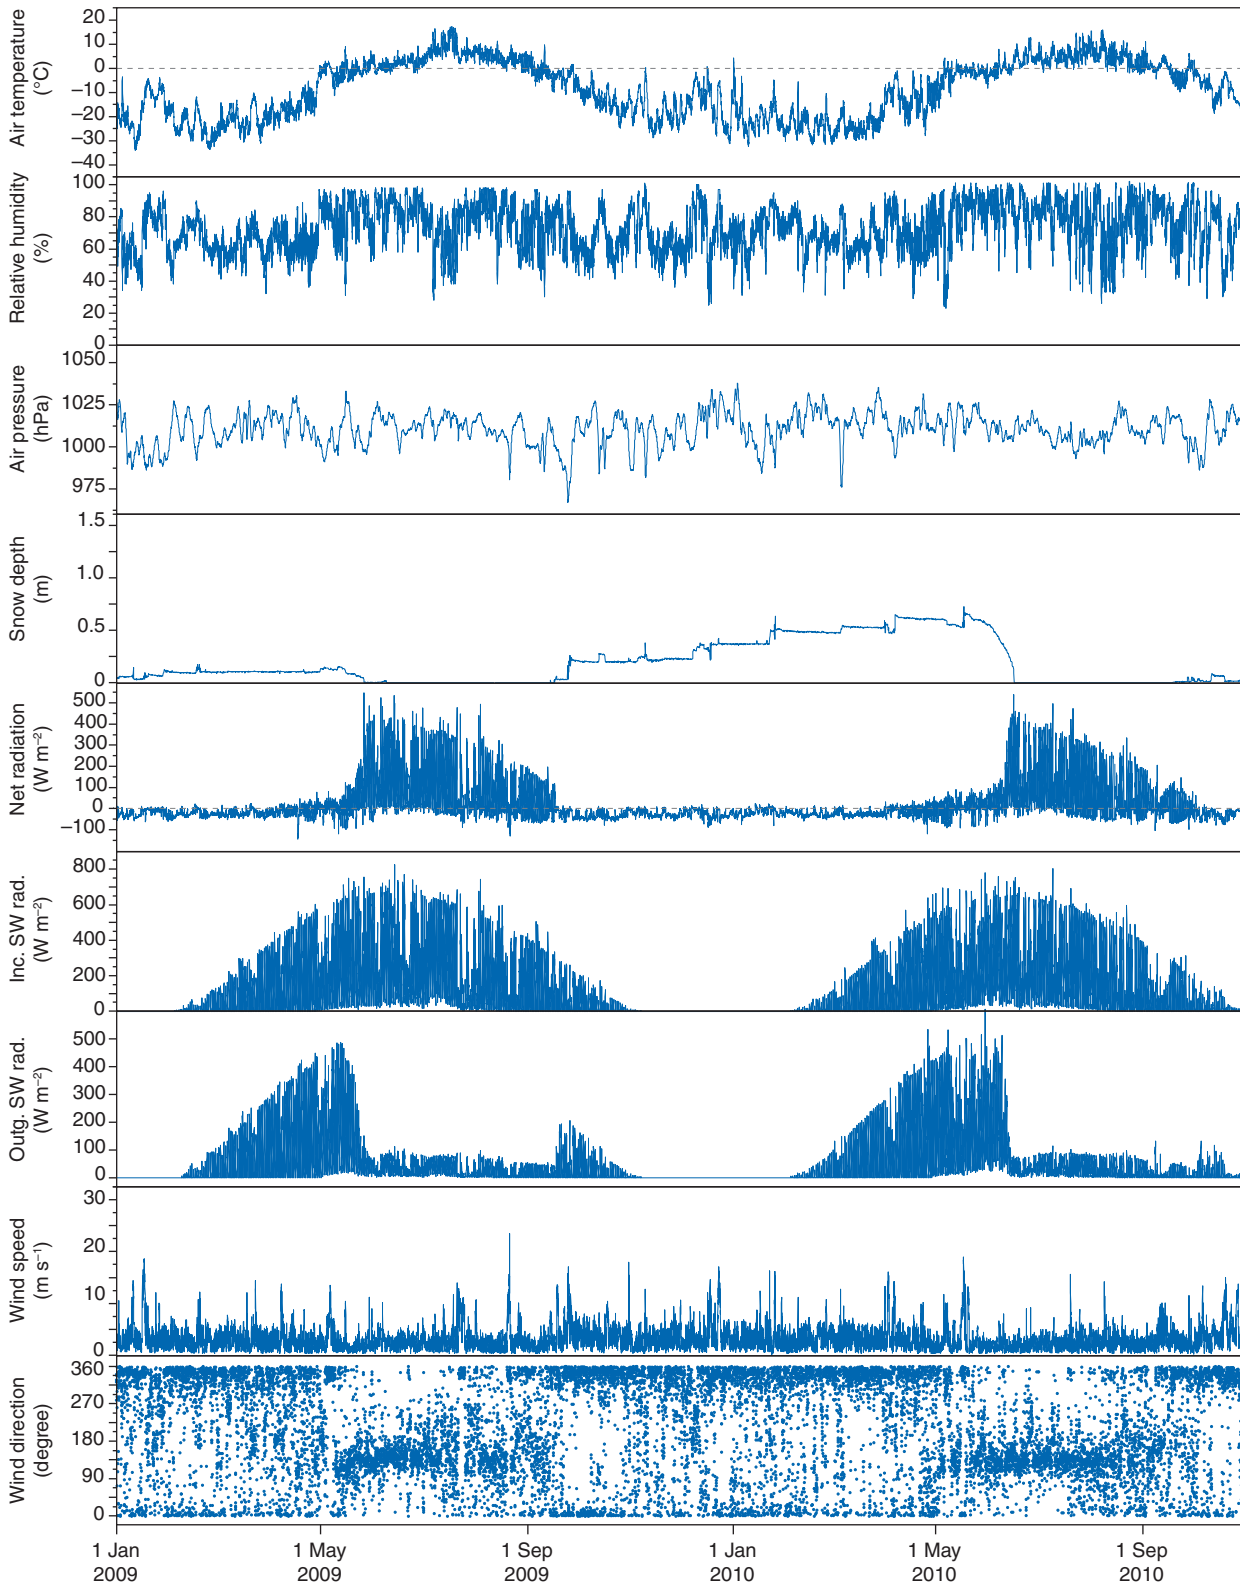 Air temperature
(°C)
20
10
0
–10
–20
–30
–40
Relative humidity
(%)
100
80
60
40
20
0
Air pressure
(hPa)
1050
1025
1000
975
Snow depth
(m)
1.5
1.0
0.5
0
Net radiation
(W m–2)
500
400
300
200
100
0
–100
Inc. SW rad.
(W m–2)
800
600
400
200
0
Outg. SW rad.
(W m–2)
500
400
300
200
100
0
Wind speed
(m s–1)
30
20
10
0
Wind direction
(degree)
360
270
180
90
0
1 Jan
2009
1 May
2009
1 Sep
2009
1 Jan
2010
1 May
2010
1 Sep
2010